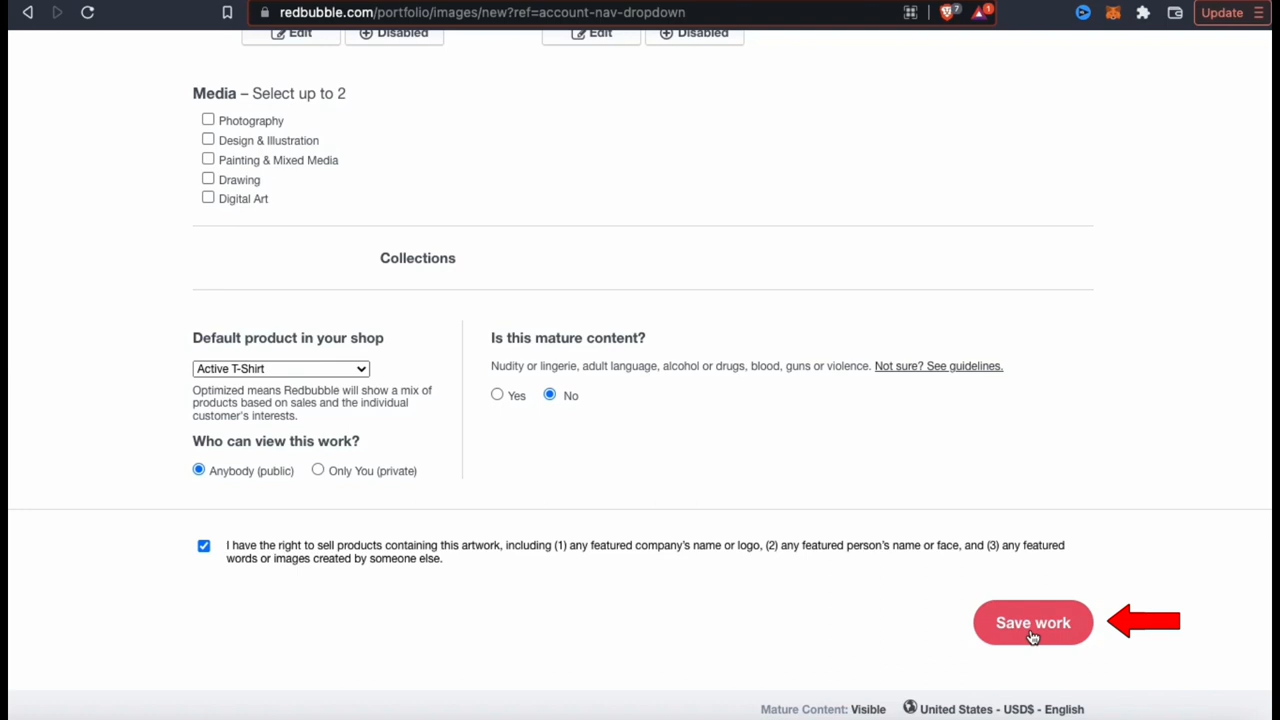 redbubble.com/portfolio/images/new?ref=account-nav-dropdown
7
1
Update
Edit
Disabled
Edit
Disabled
Media – Select up to 2
Photography
Design & Illustration
Painting & Mixed Media
Drawing
Digital Art
Collections
Default product in your shop
Active T-Shirt
Optimized means Redbubble will show a mix of
products based on sales and the individual
customer's interests.
Who can view this work?
Anybody (public)
Only You (private)
Is this mature content?
Nudity or lingerie, adult language, alcohol or drugs, blood, guns or violence. Not sure? See guidelines.
Yes
No
I have the right to sell products containing this artwork, including (1) any featured company's name or logo, (2) any featured person's name or face, and (3) any featured
words or images created by someone else.
Save work
Mature Content: Visible
United States - USD$ - English